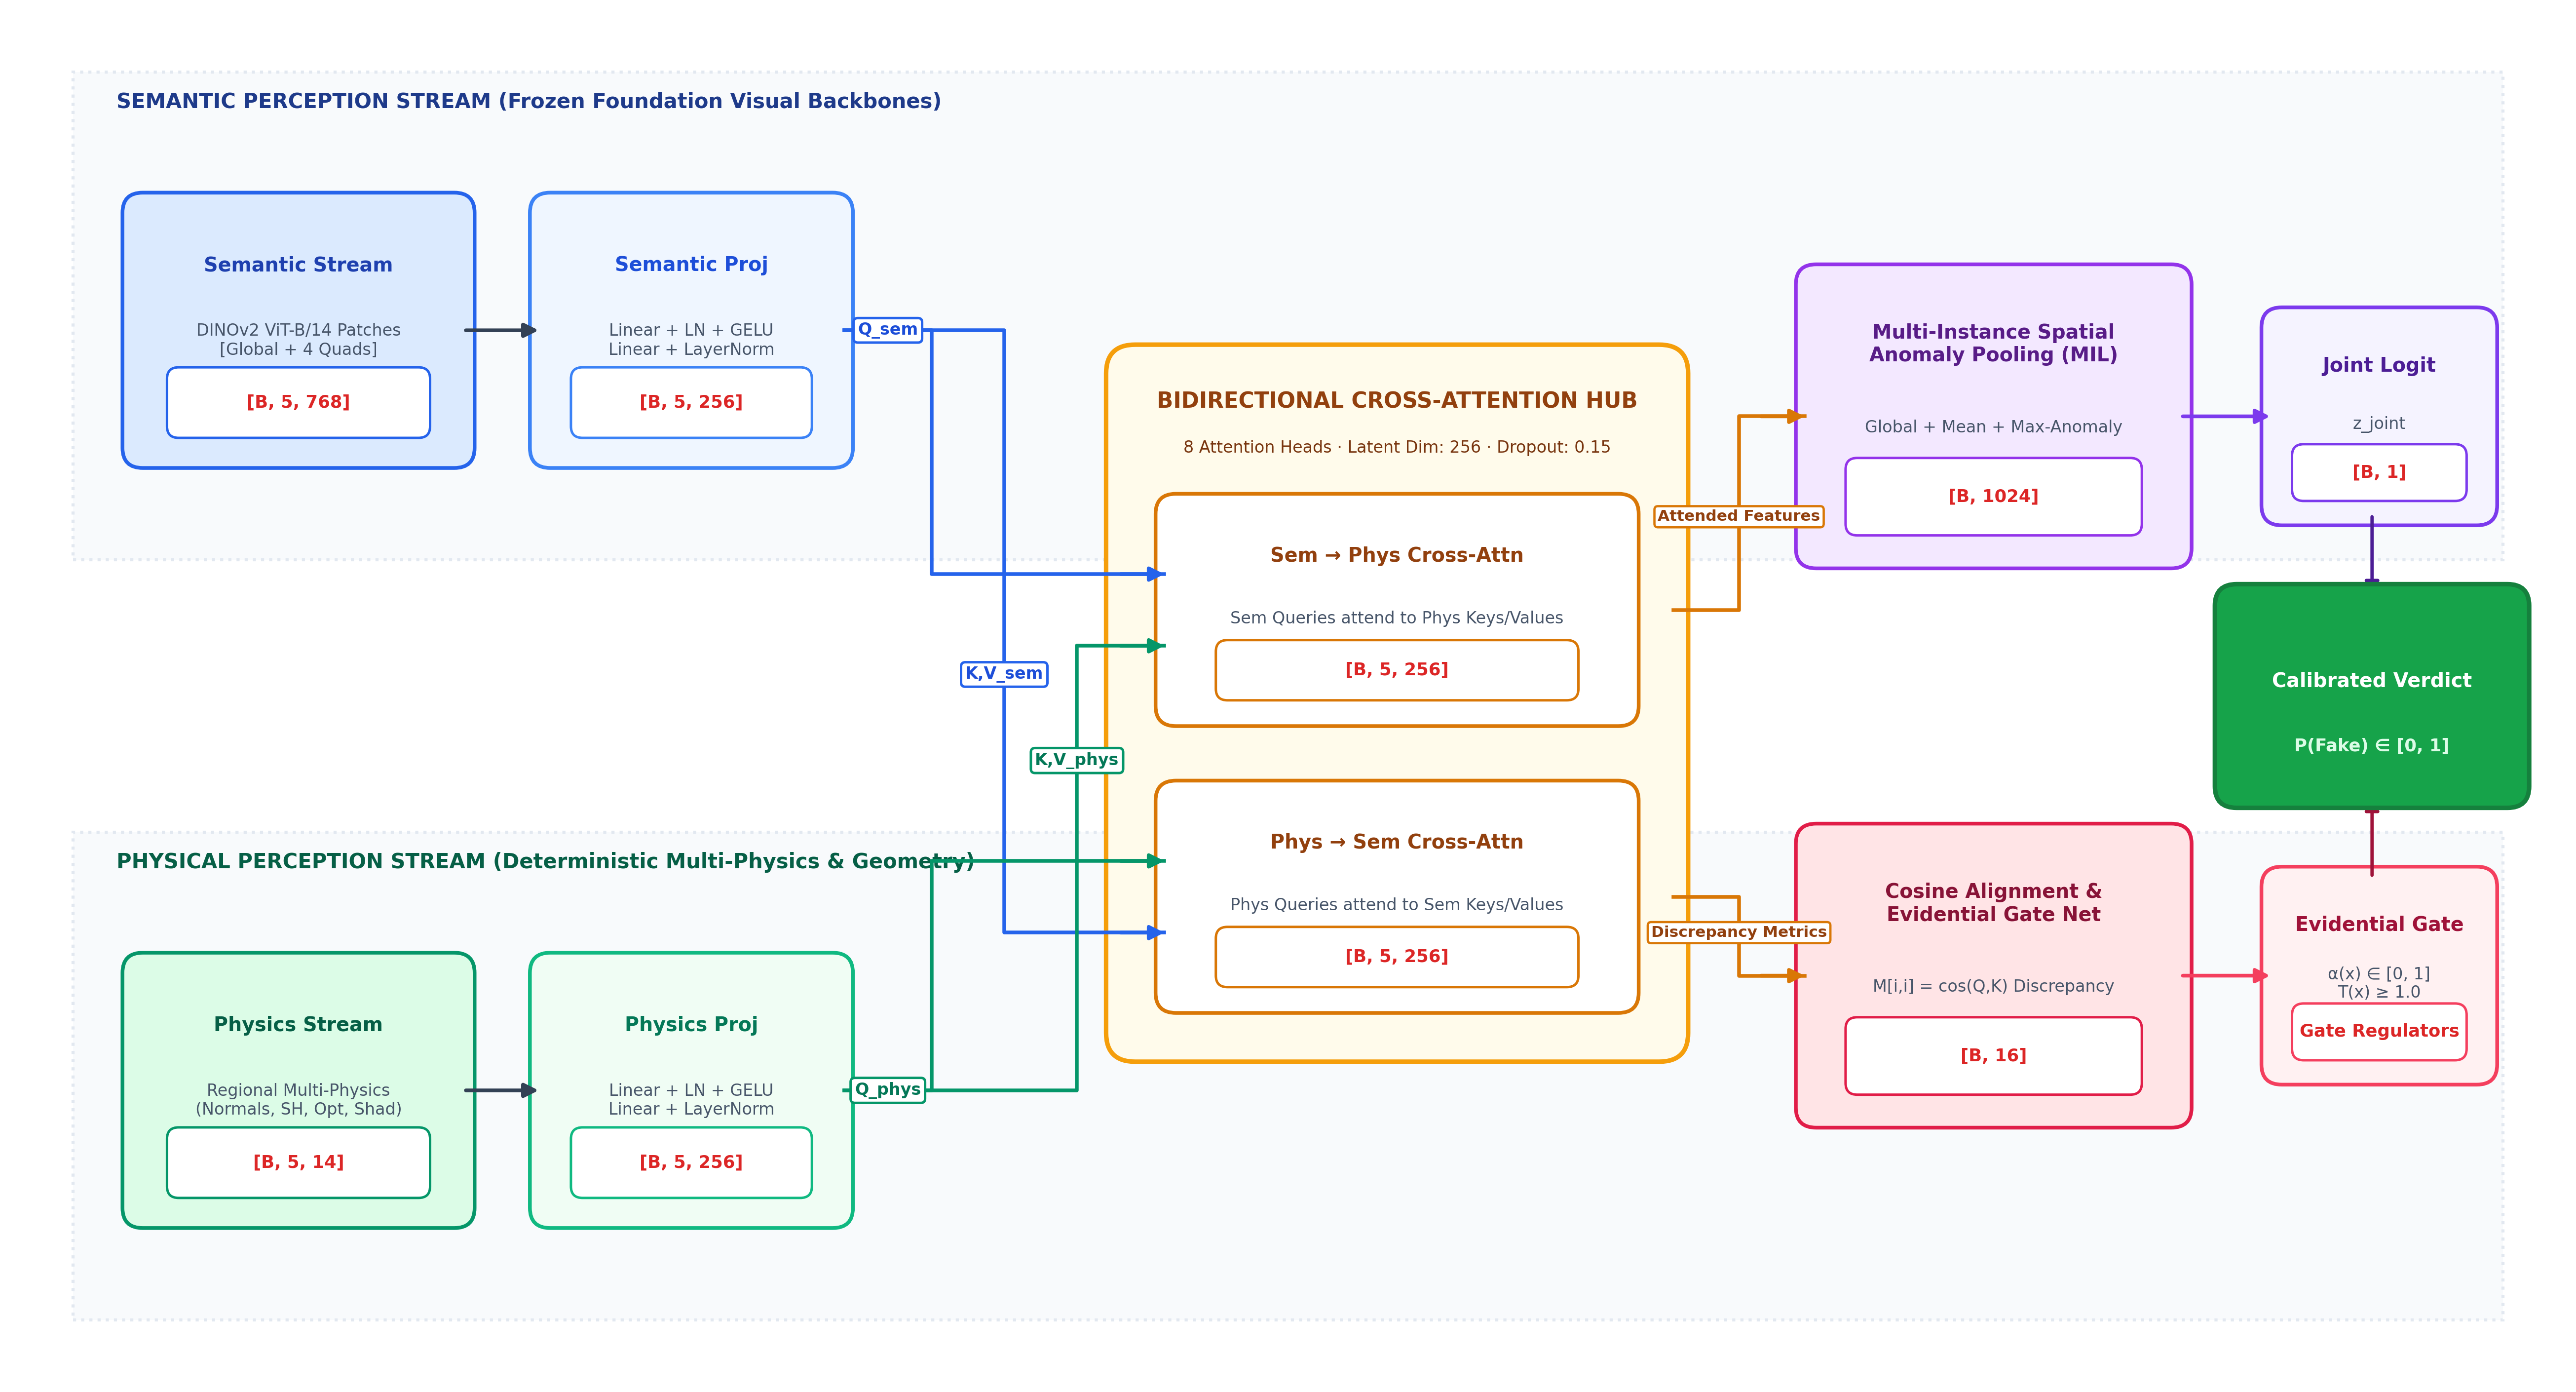 SEMANTIC PERCEPTION STREAM (Frozen Foundation Visual Backbones)
Semantic Stream
DINOv2 ViT-B/14 Patches
[Global + 4 Quads]
[B, 5, 768]
Semantic Proj
Linear + LN + GELU
Linear + LayerNorm
[B, 5, 256]
Q_sem
K,V_sem
K,V_phys
BIDIRECTIONAL CROSS-ATTENTION HUB
8 Attention Heads · Latent Dim: 256 · Dropout: 0.15
Sem → Phys Cross-Attn
Sem Queries attend to Phys Keys/Values
[B, 5, 256]
Phys → Sem Cross-Attn
Phys Queries attend to Sem Keys/Values
[B, 5, 256]
Attended Features
Multi-Instance Spatial
Anomaly Pooling (MIL)
Global + Mean + Max-Anomaly
[B, 1024]
Joint Logit
z_joint
[B, 1]
Calibrated Verdict
P(Fake) ∈ [0, 1]
PHYSICAL PERCEPTION STREAM (Deterministic Multi-Physics & Geometry)
Physics Stream
Regional Multi-Physics
(Normals, SH, Opt, Shad)
[B, 5, 14]
Physics Proj
Linear + LN + GELU
Linear + LayerNorm
[B, 5, 256]
Q_phys
Discrepancy Metrics
Cosine Alignment &
Evidential Gate Net
M[i,i] = cos(Q,K) Discrepancy
[B, 16]
Evidential Gate
α(x) ∈ [0, 1]
T(x) ≥ 1.0
Gate Regulators